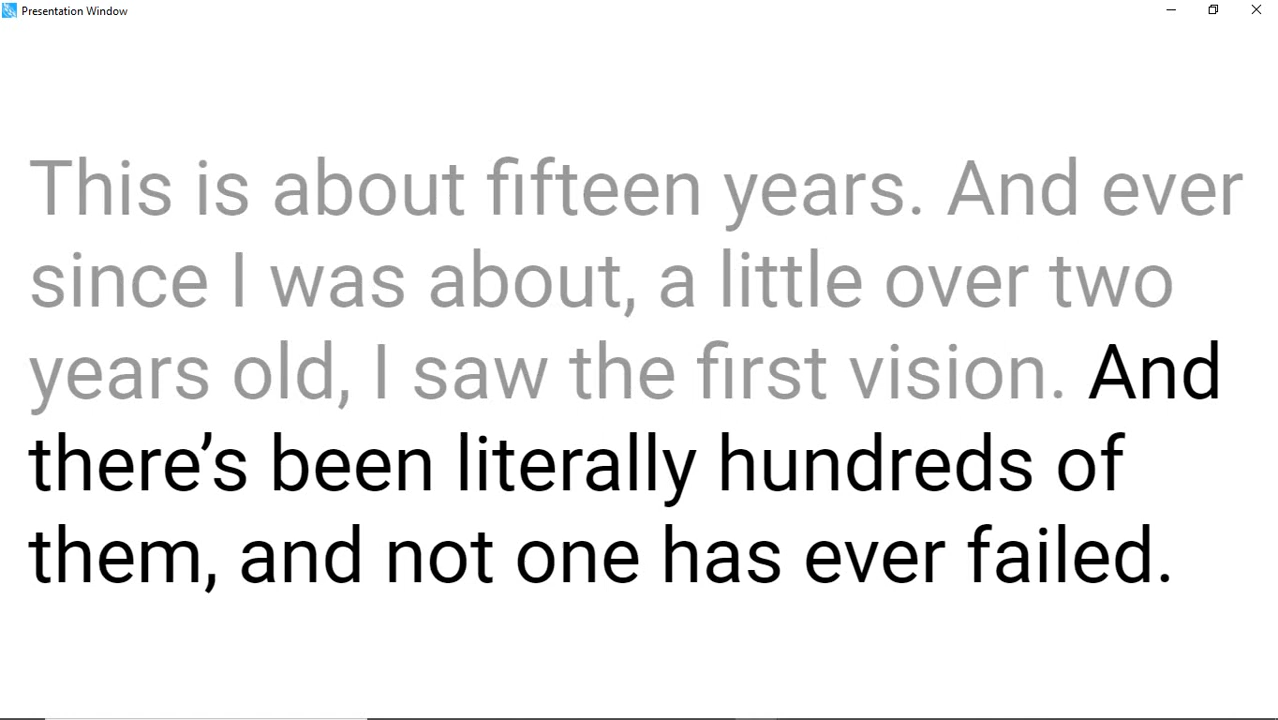 Presentation Window
This is about fifteen years. And ever
since I was about, a little over two
years old, I saw the first vision. And
there’s been literally hundreds of
them, and not one has ever failed.